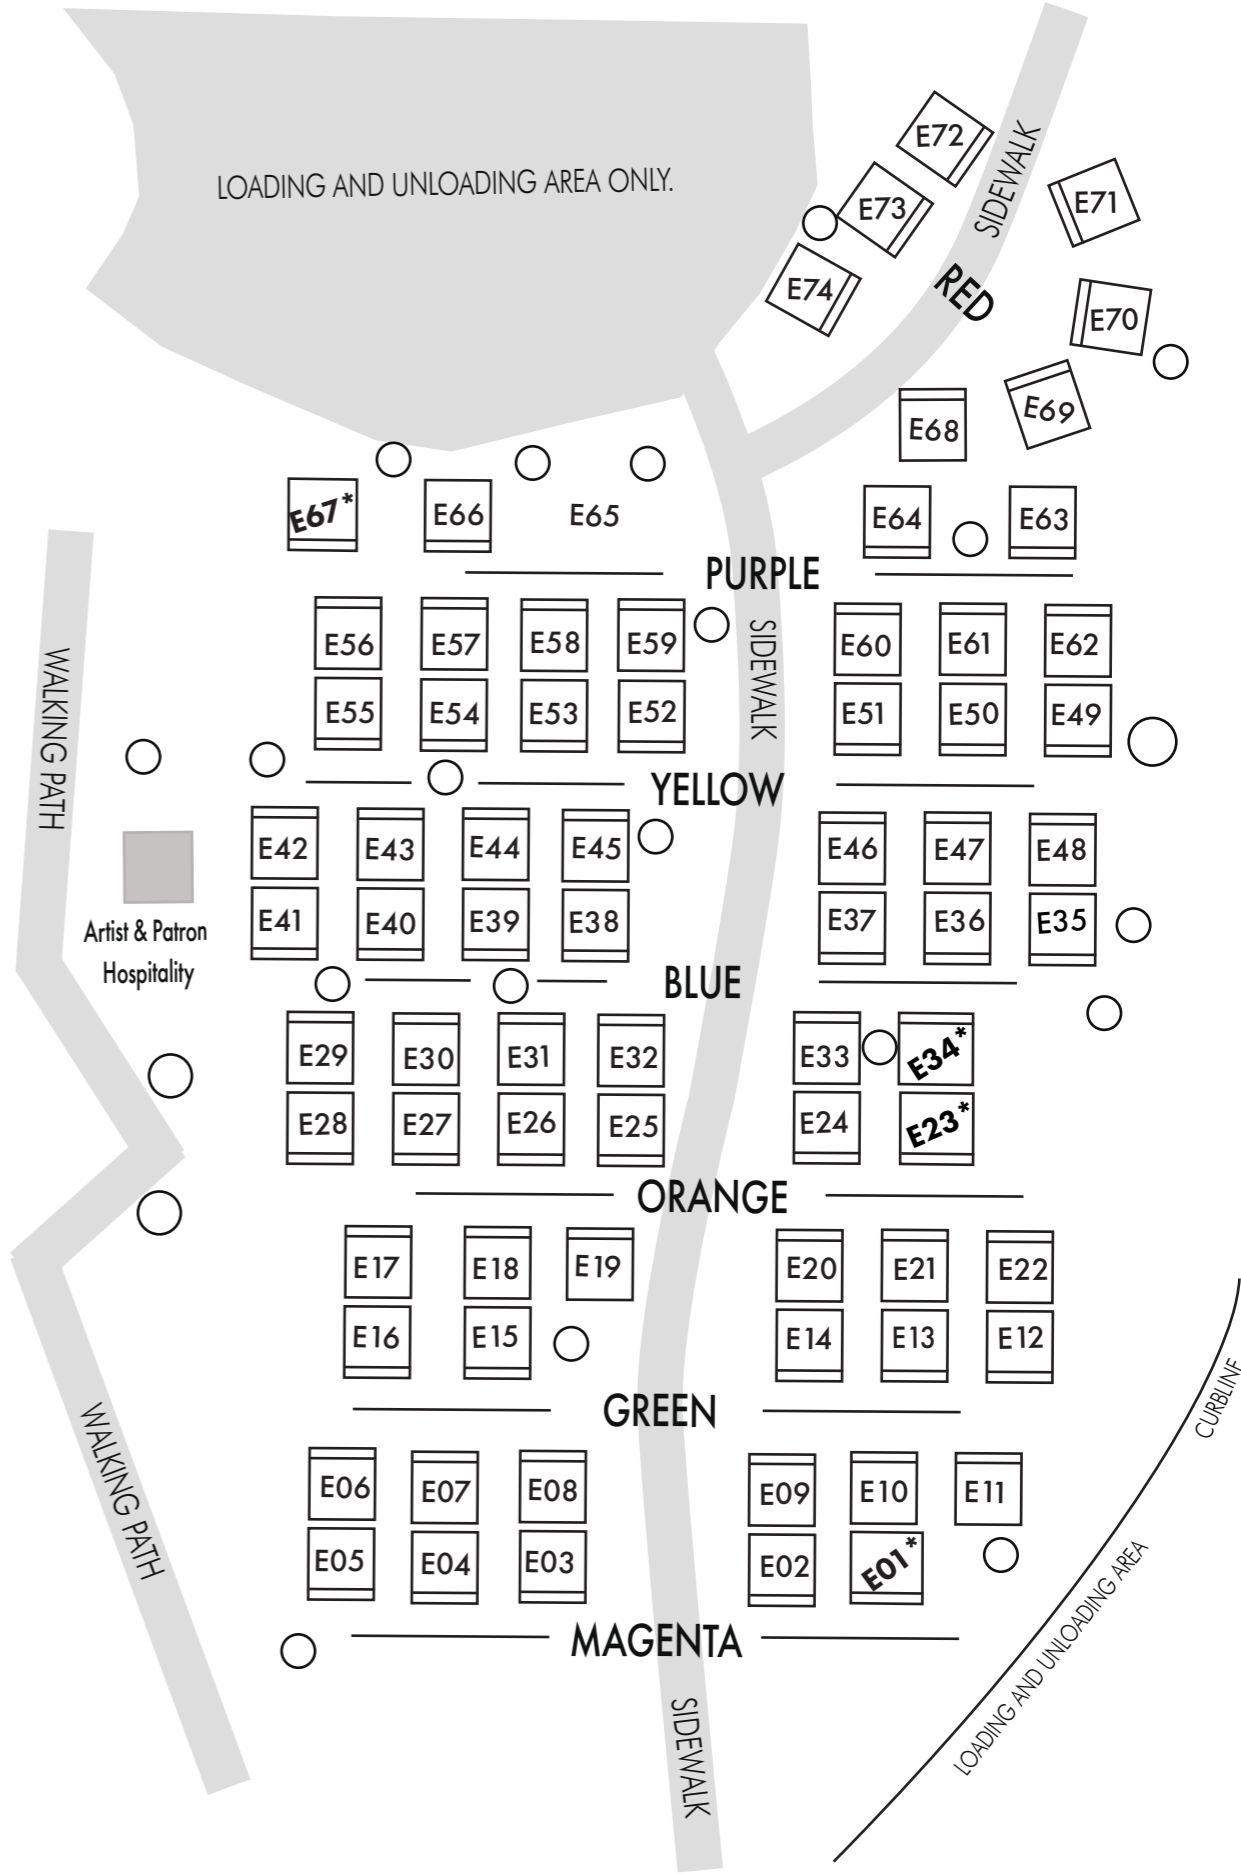 LOADING AND UNLOADING AREA ONLY.
E72
SIDEWALK
E73
E71
E74
RED
E70
E69
E68
E67*
E66
E65
E64
E63
PURPLE
E56
E57
E58
E59
SIDEWALK
E60
E61
E62
WALKING PATH
E55
E54
E53
E52
E51
E50
E49
YELLOW
E42
E43
E44
E45
E46
E47
E48
Artist & Patron
Hospitality
E41
E40
E39
E38
E37
E36
E35
BLUE
E29
E30
E31
E32
E33
E34*
E28
E27
E26
E25
E24
E23*
ORANGE
E17
E18
E19
E20
E21
E22
E16
E15
E14
E13
E12
CURBLINE
GREEN
WALKING PATH
E06
E07
E08
E09
E10
E11
E05
E04
E03
E02
E01*
LOADING AND UNLOADING AREA
MAGENTA
SIDEWALK